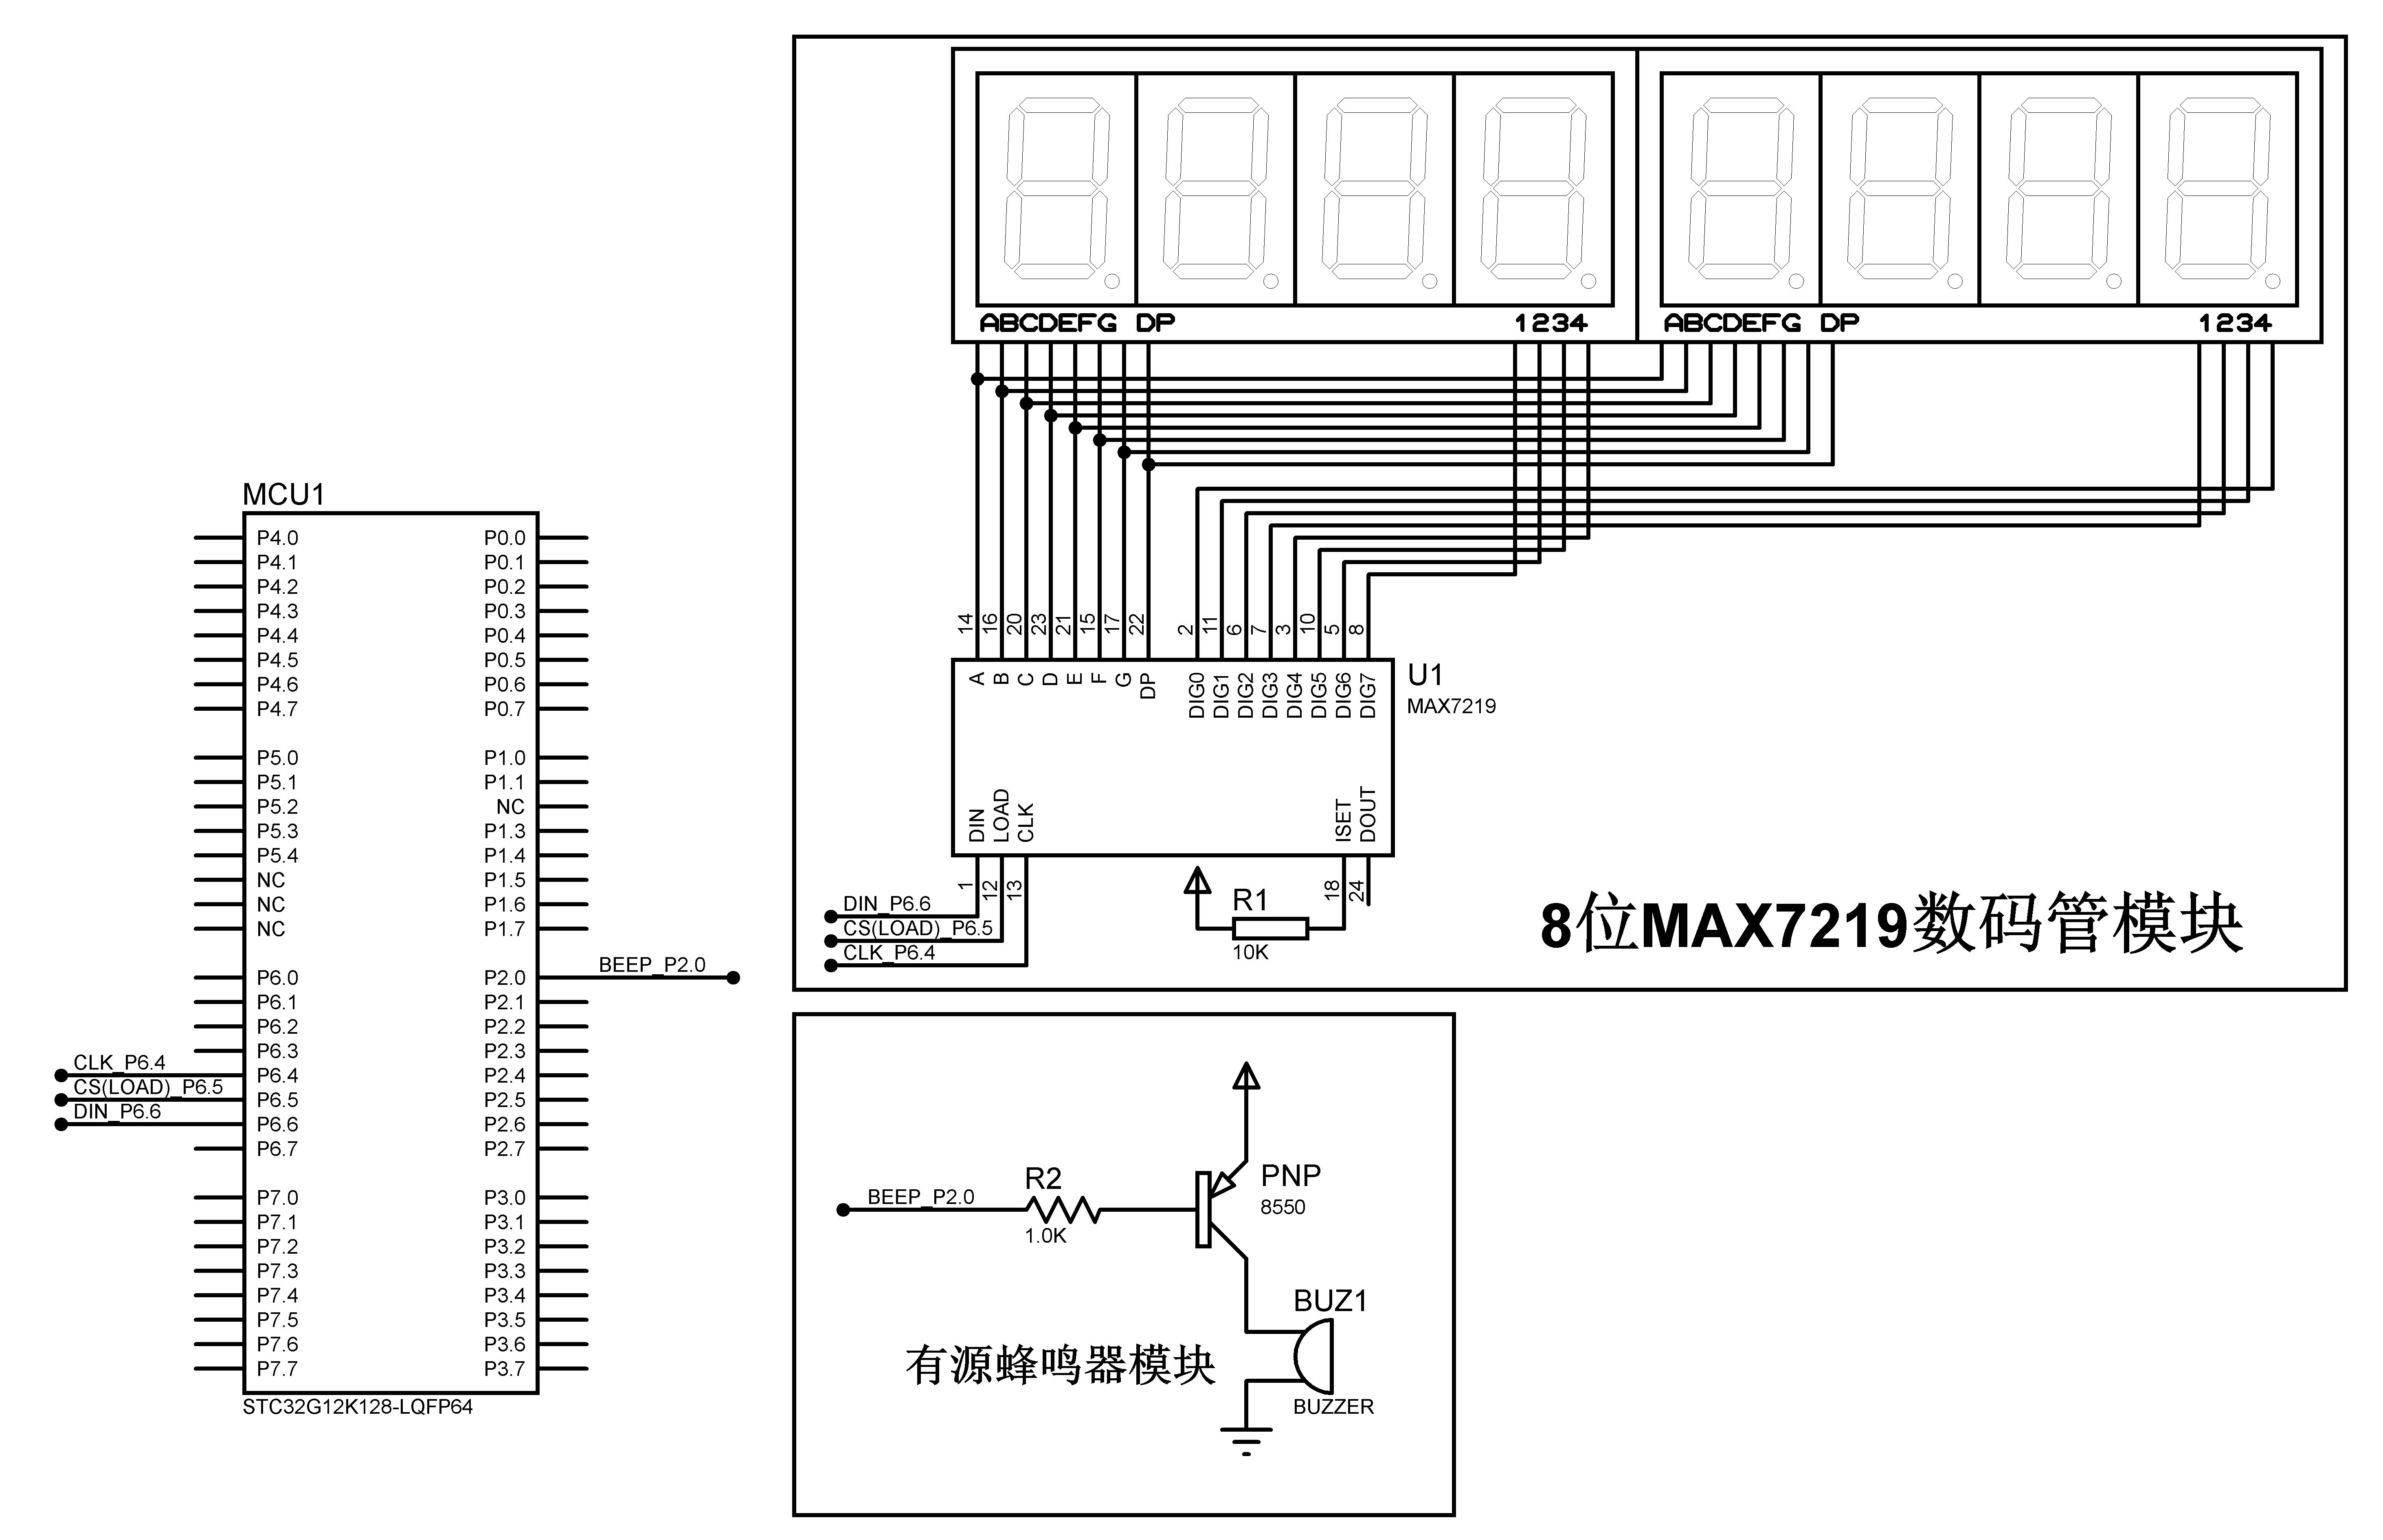 MCU1
P4.0 P0.0
P4.1 P0.1
P4.2 P0.2
P4.3 P0.3
P4.4 P0.4
P4.5 P0.5
P4.6 P0.6
P4.7 P0.7
P5.0 P1.0
P5.1 P1.1
P5.2 NC
P5.3 P1.3
P5.4 P1.4
NC P1.5
NC P1.6
NC P1.7
P6.0 P2.0 BEEP_P2.0
P6.1 P2.1
P6.2 P2.2
P6.3 P2.3
CLK_P6.4 P6.4 P2.4
CS(LOAD)_P6.5 P6.5 P2.5
DIN_P6.6 P6.6 P2.6
P6.7 P2.7
P7.0 P3.0
P7.1 P3.1
P7.2 P3.2
P7.3 P3.3
P7.4 P3.4
P7.5 P3.5
P7.6 P3.6
P7.7 P3.7
STC32G12K128-LQFP64
ABCDEFG DP 1234 ABCDEFG DP 1234
14 16 20 23 21 15 17 22 2 11 6 7 3 10 5 8
A B C D E F G DP DIG0 DIG1 DIG2 DIG3 DIG4 DIG5 DIG6 DIG7
U1
MAX7219
DIN LOAD CLK ISET DOUT
1 12 13 18 24
DIN_P6.6
CS(LOAD)_P6.5
CLK_P6.4
R1
10K
8位MAX7219数码管模块
BEEP_P2.0
R2
1.0K
PNP
8550
BUZ1
BUZZER
有源蜂鸣器模块